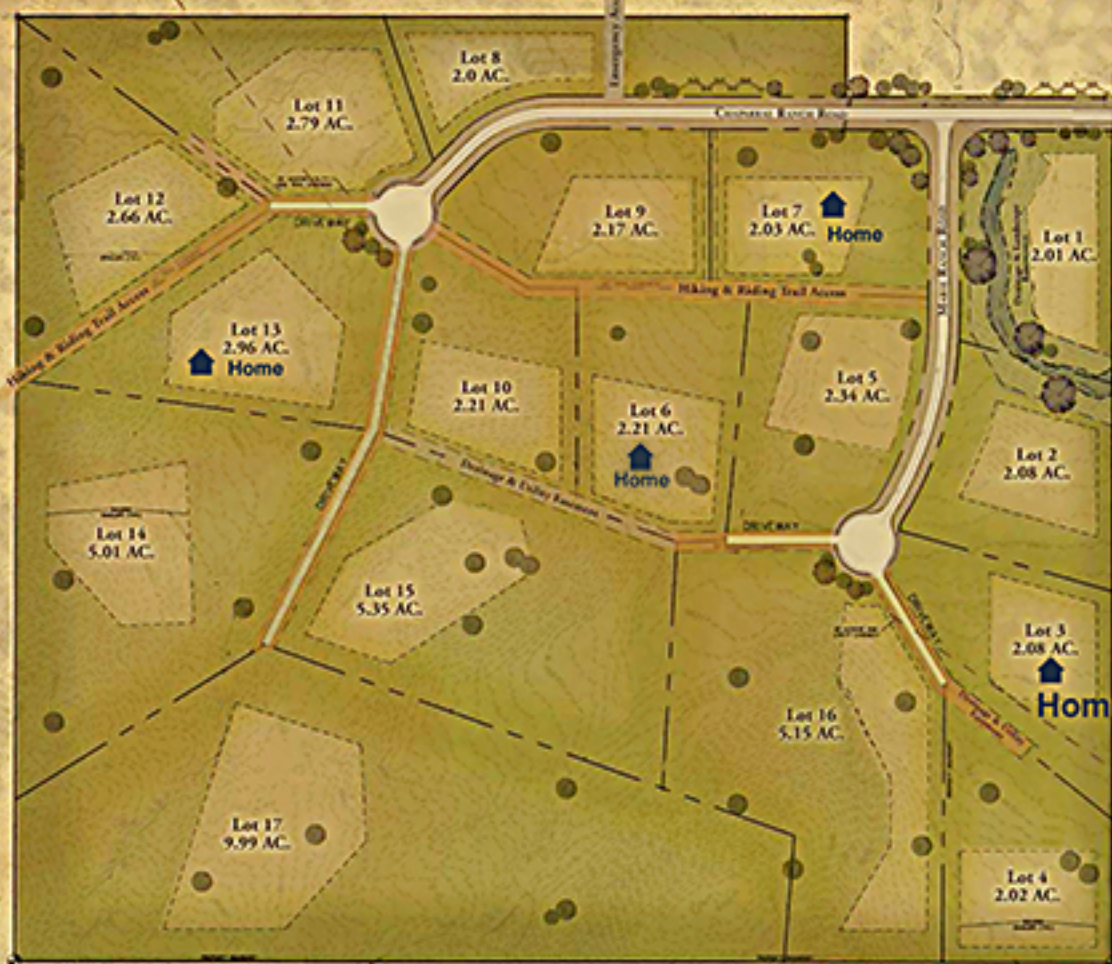 Lot 8
2.0 AC.
Lot 11
2.79 AC.
CHAPARRAL RANCH ROAD
Lot 12
2.66 AC.
DRIVEWAY
Lot 9
2.17 AC.
Lot 7
2.03 AC.
Home
Lot 1
2.01 AC.
Drainage & Landscape
Hiking & Riding Trail Access
Hiking & Riding Trail Access
Lot 13
2.96 AC.
Home
Lot 10
2.21 AC.
Lot 6
2.21 AC.
Home
Lot 5
2.34 AC.
Lot 2
2.08 AC.
Drainage & Utility Easement
DRIVEWAY
DRIVEWAY
Lot 14
5.01 AC.
Lot 15
5.35 AC.
DRIVEWAY
Lot 3
2.08 AC.
Hom
Drainage & Utility
Lot 16
5.15 AC.
Lot 17
9.99 AC.
Lot 4
2.02 AC.